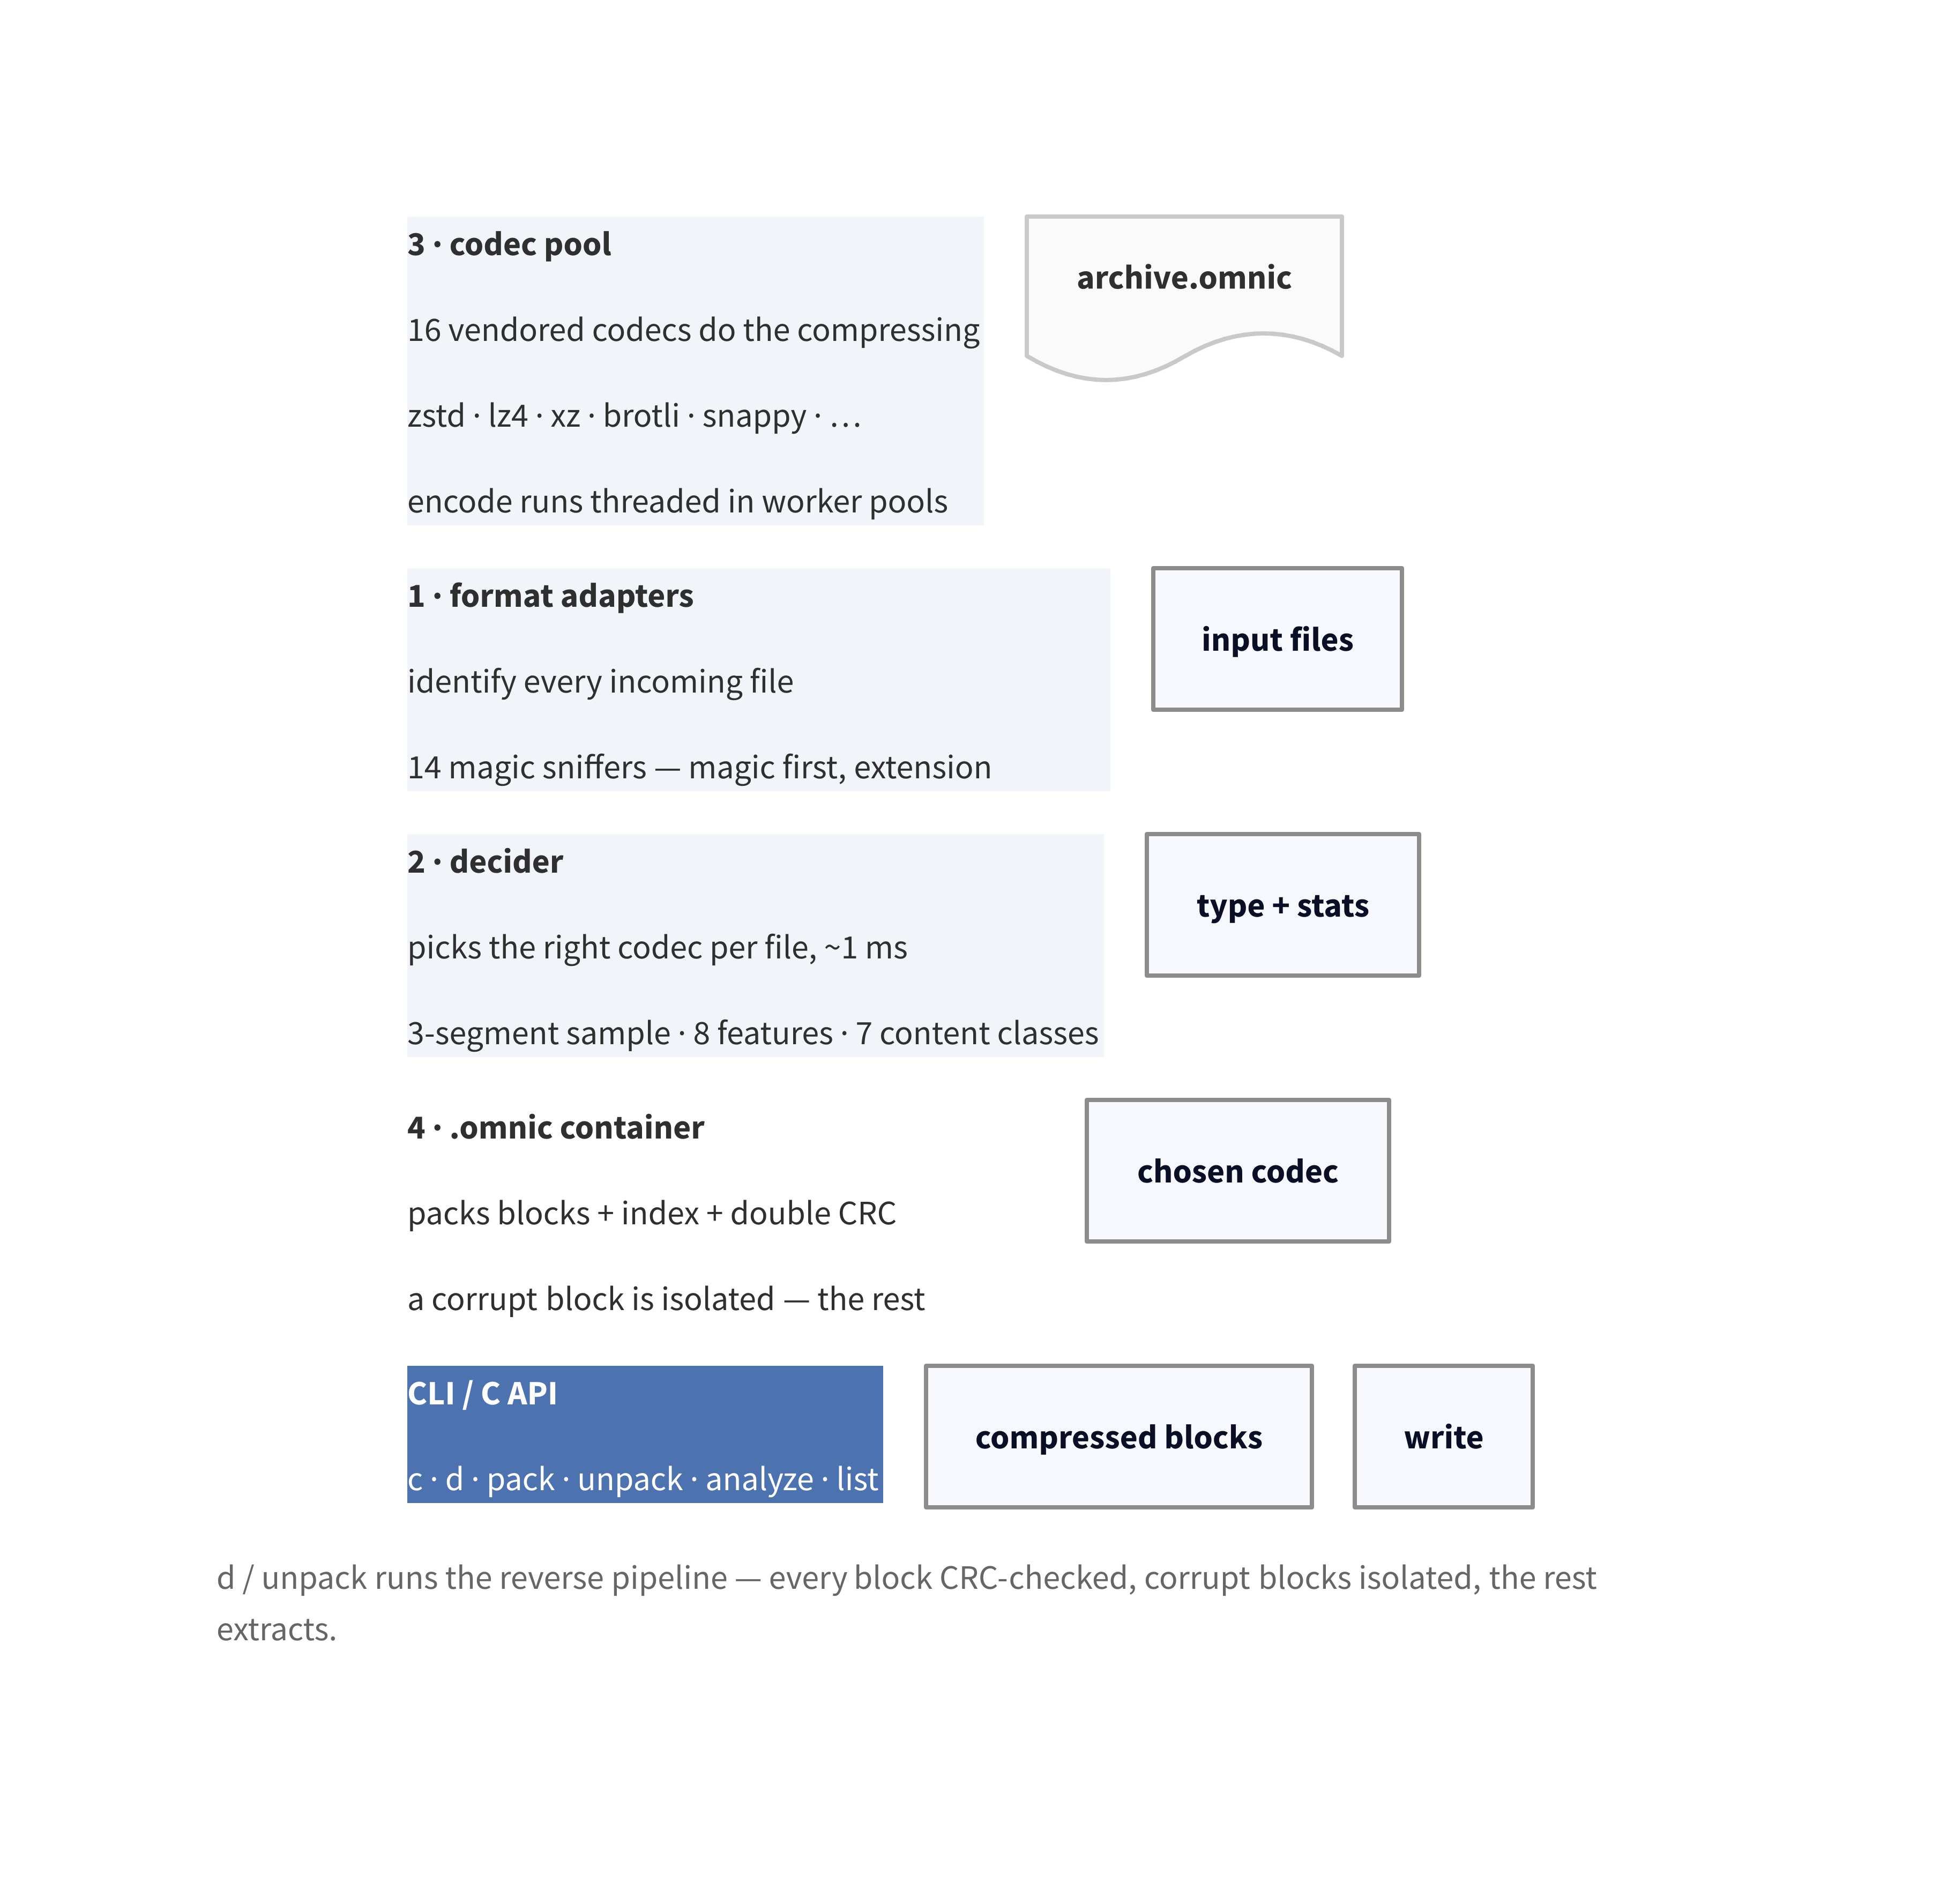 3 · codec pool
archive.omnic
16 vendored codecs do the compressing
zstd · lz4 · xz · brotli · snappy · …
encode runs threaded in worker pools
1 · format adapters
input files
identify every incoming file
14 magic sniffers — magic first, extension
2 · decider
type + stats
picks the right codec per file, ~1 ms
3-segment sample · 8 features · 7 content classes
4 · .omnic container
chosen codec
packs blocks + index + double CRC
a corrupt block is isolated — the rest
CLI / C API
compressed blocks
write
c · d · pack · unpack · analyze · list
d / unpack runs the reverse pipeline — every block CRC-checked, corrupt blocks isolated, the rest
extracts.